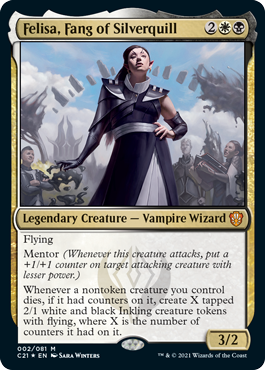 Felisa, Fang of Silverquill 2
Legendary Creature — Vampire Wizard
Flying
Mentor (Whenever this creature attacks, put a
+1/+1 counter on target attacking creature with
lesser power.)
Whenever a nontoken creature you control
dies, if it had counters on it, create X tapped
2/1 white and black Inkling creature
tokens with flying, where X is the number of
counters it had on it.
3/2
002/081 M
C21 ★ EN SARA WINTERS
™ & © 2021 Wizards of the Coast